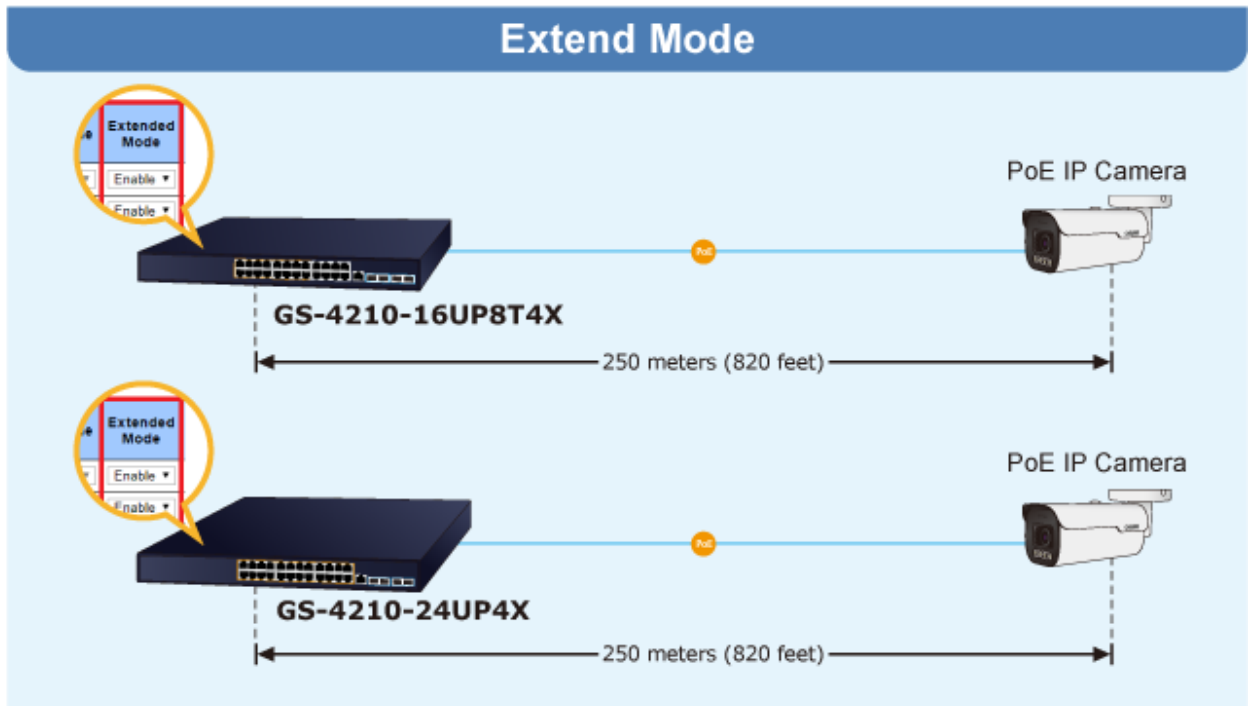 Extend Mode
Extended
Mode
Enable
Enable
PoE IP Camera
PoE
GS-4210-16UP8T4X
250 meters (820 feet)
Extended
Mode
Enable
Enable
PoE IP Camera
PoE
GS-4210-24UP4X
250 meters (820 feet)